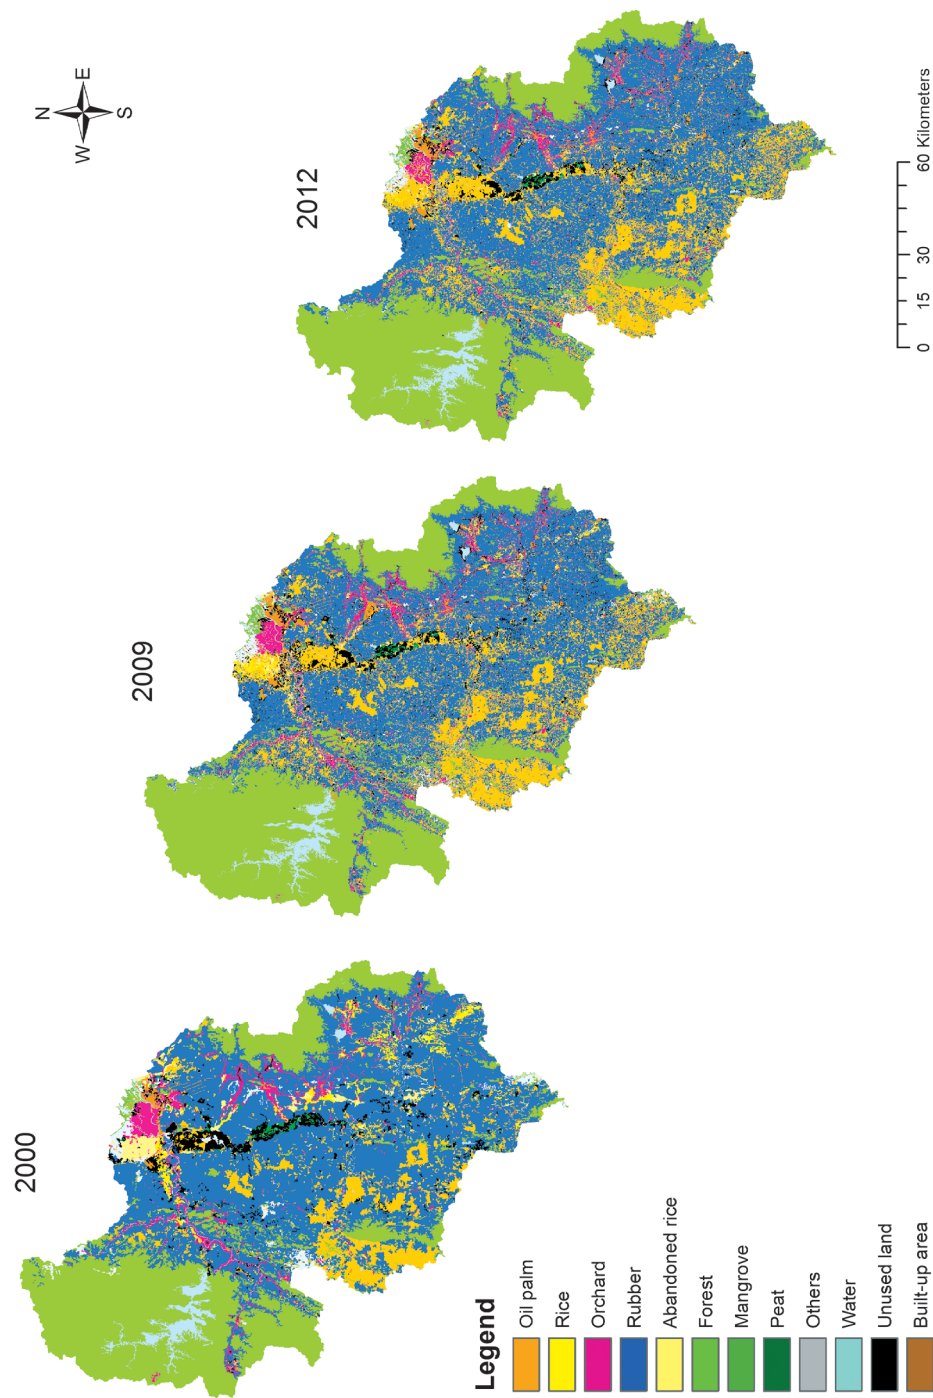 N
W
E
S
2000
2009
2012
Legend
Oil palm
Rice
Orchard
Rubber
Abandoned rice
Forest
Mangrove
Peat
Others
Water
Unused land
Built-up area
0 15 30 60 Kilometers